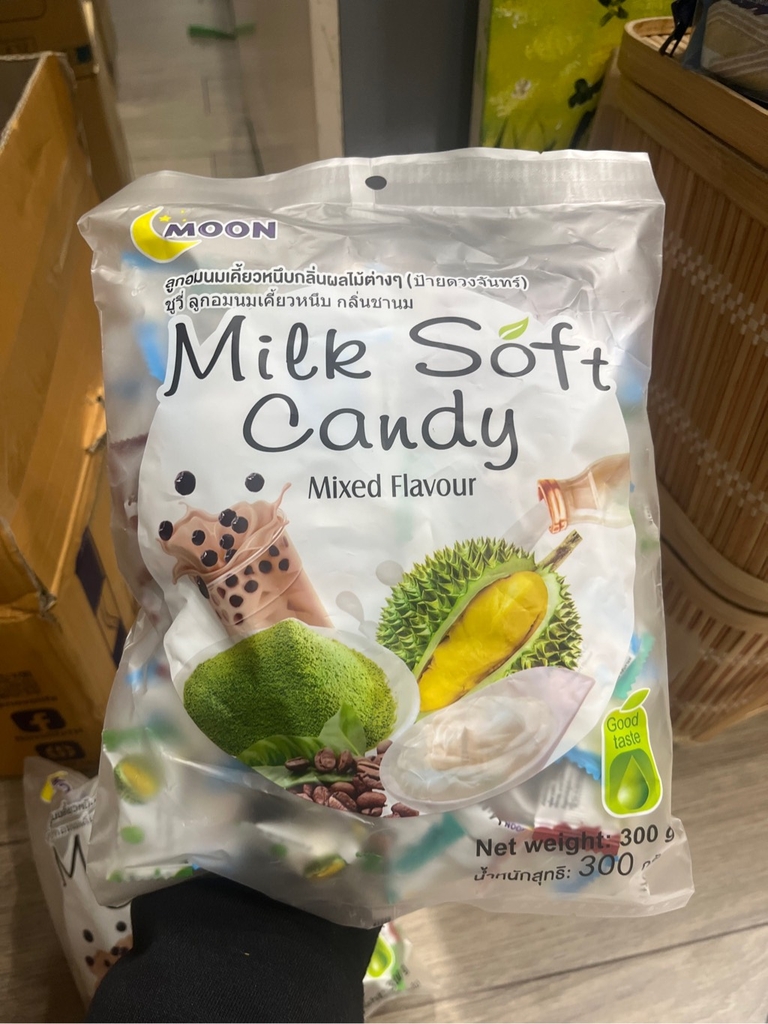 MOON
ลูกอมนมเคี้ยวหนึบกลิ่นผลไม้ต่างๆ (ป้ายดวงจันทร์)
ชูวี่ ลูกอมนมเคี้ยวหนึบ กลิ่นชานม
Milk Soft
Candy
Mixed Flavour
Good
taste
Net weight: 300 g
น้ำหนักสุทธิ: 300
M